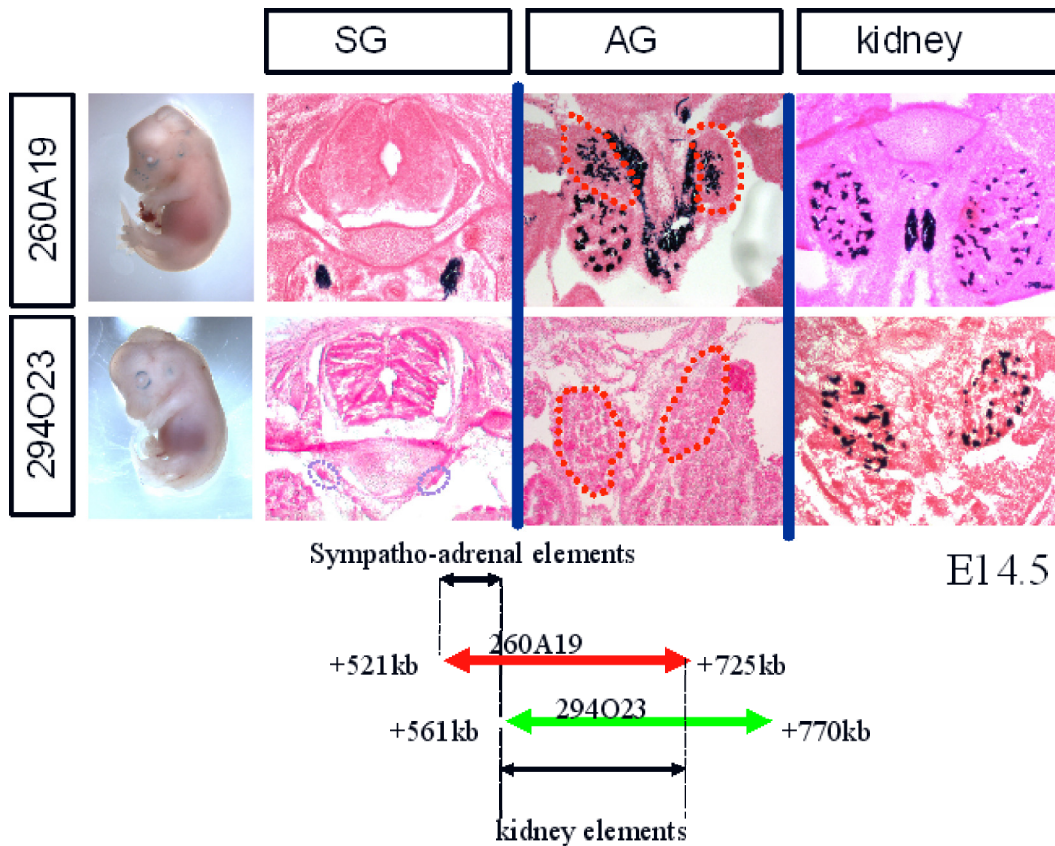 SG
AG
kidney
260A19
294O23
Sympatho-adrenal elements
E14.5
260A19
+521kb
+725kb
294O23
+561kb
+770kb
kidney elements